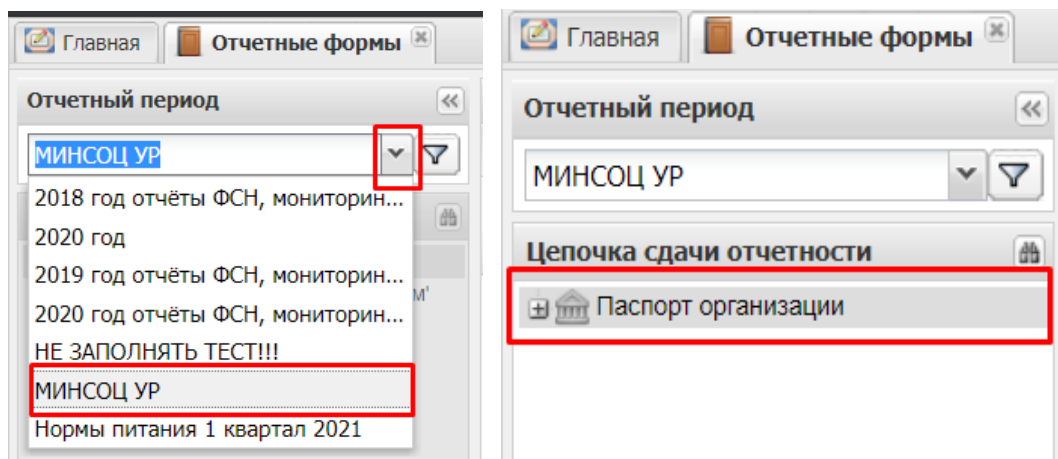 Главная Отчетные формы
Отчетный период
МИНСОЦ УР
2018 год отчёты ФСН, мониторин...
2020 год
2019 год отчёты ФСН, мониторин...
м'
2020 год отчёты ФСН, мониторин...
НЕ ЗАПОЛНЯТЬ ТЕСТ!!!
МИНСОЦ УР
Нормы питания 1 квартал 2021
Главная Отчетные формы
Отчетный период
МИНСОЦ УР
Цепочка сдачи отчетности
Паспорт организации